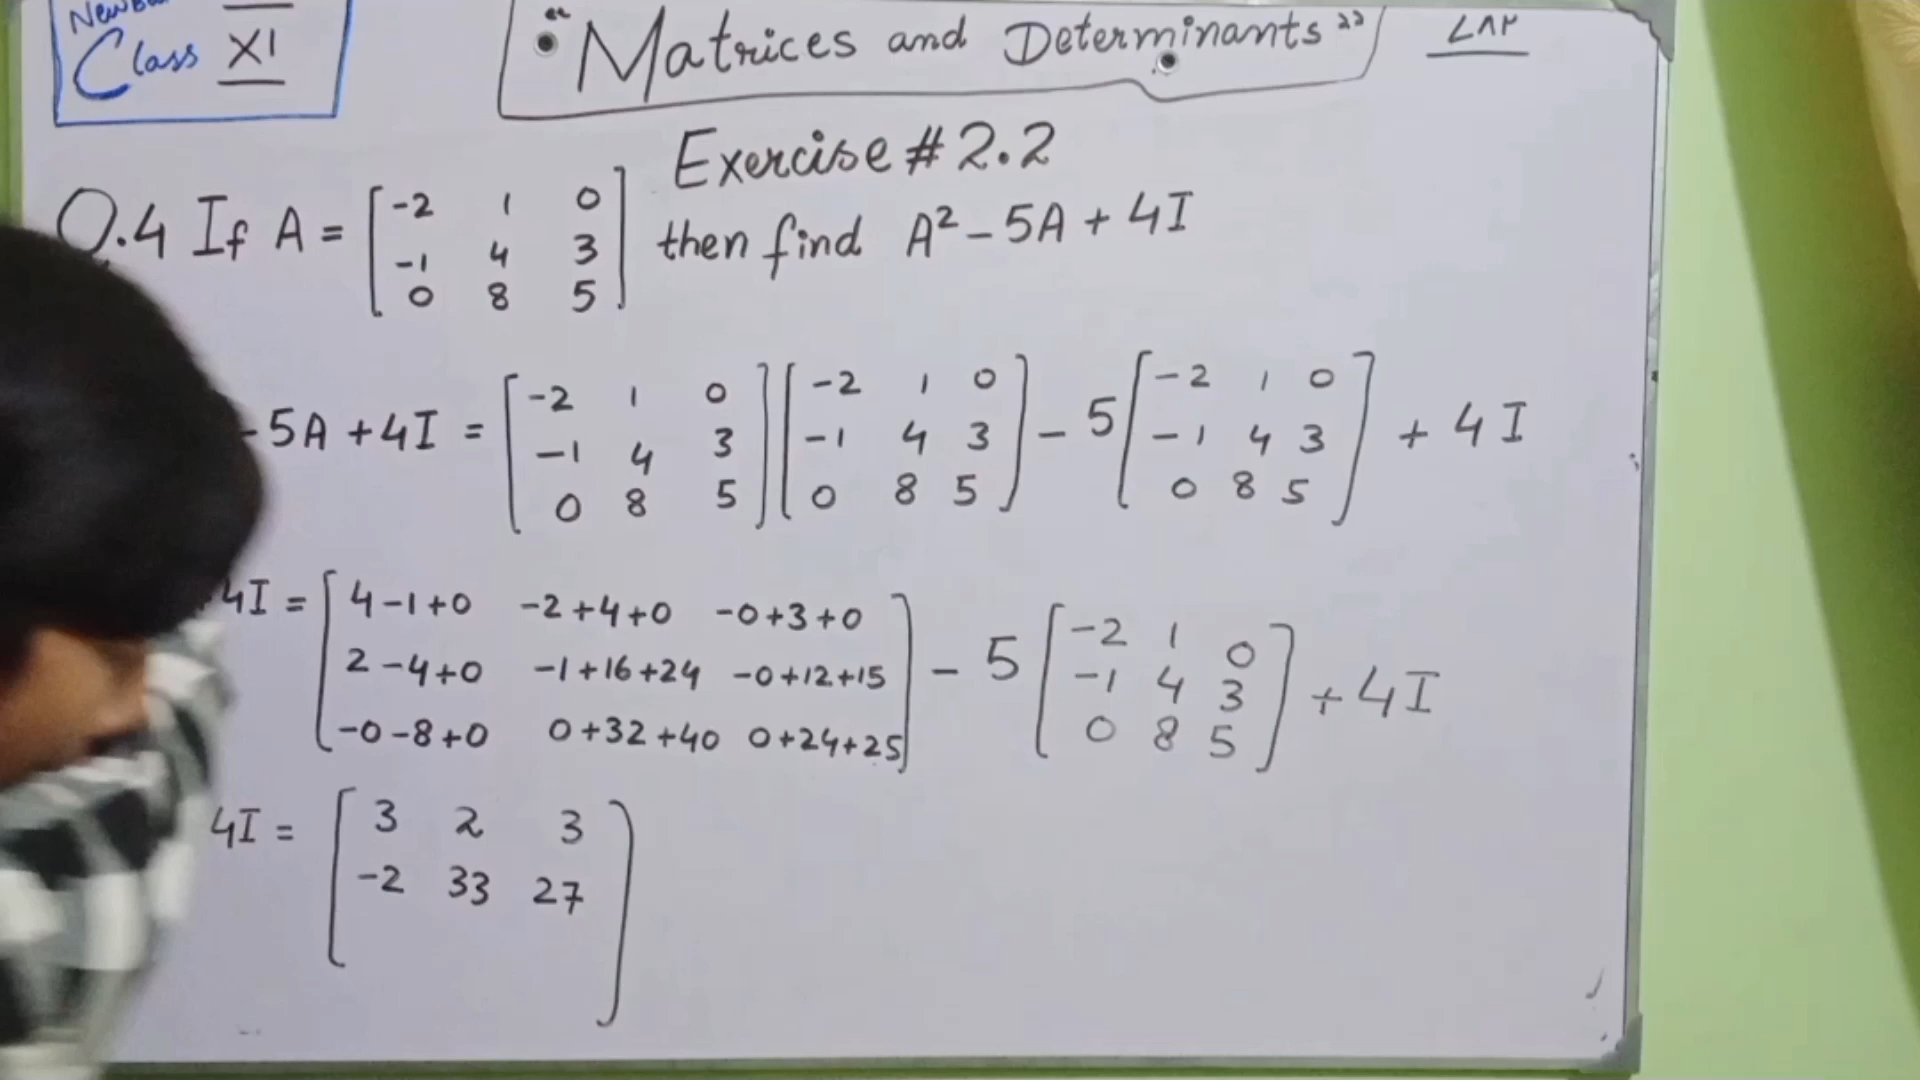 Class XI
"Matrices and Determinants"
Exercise # 2.2
Q.4 If A = [-2 1 0
-1 4 3
0 8 5] then find A² - 5A + 4I
- 5A + 4I = [-2 1 0] [-2 1 0] - 5 [-2 1 0] + 4I
[-1 4 3] [-1 4 3] [-1 4 3]
[0 8 5] [0 8 5] [0 8 5]
4I = [4-1+0 -2+4+0 -0+3+0] - 5 [-2 1 0] + 4I
[2-4+0 -1+16+24 -0+12+15] [-1 4 3]
[-0-8+0 0+32+40 0+24+25] [0 8 5]
4I = [3 2 3
-2 33 27]